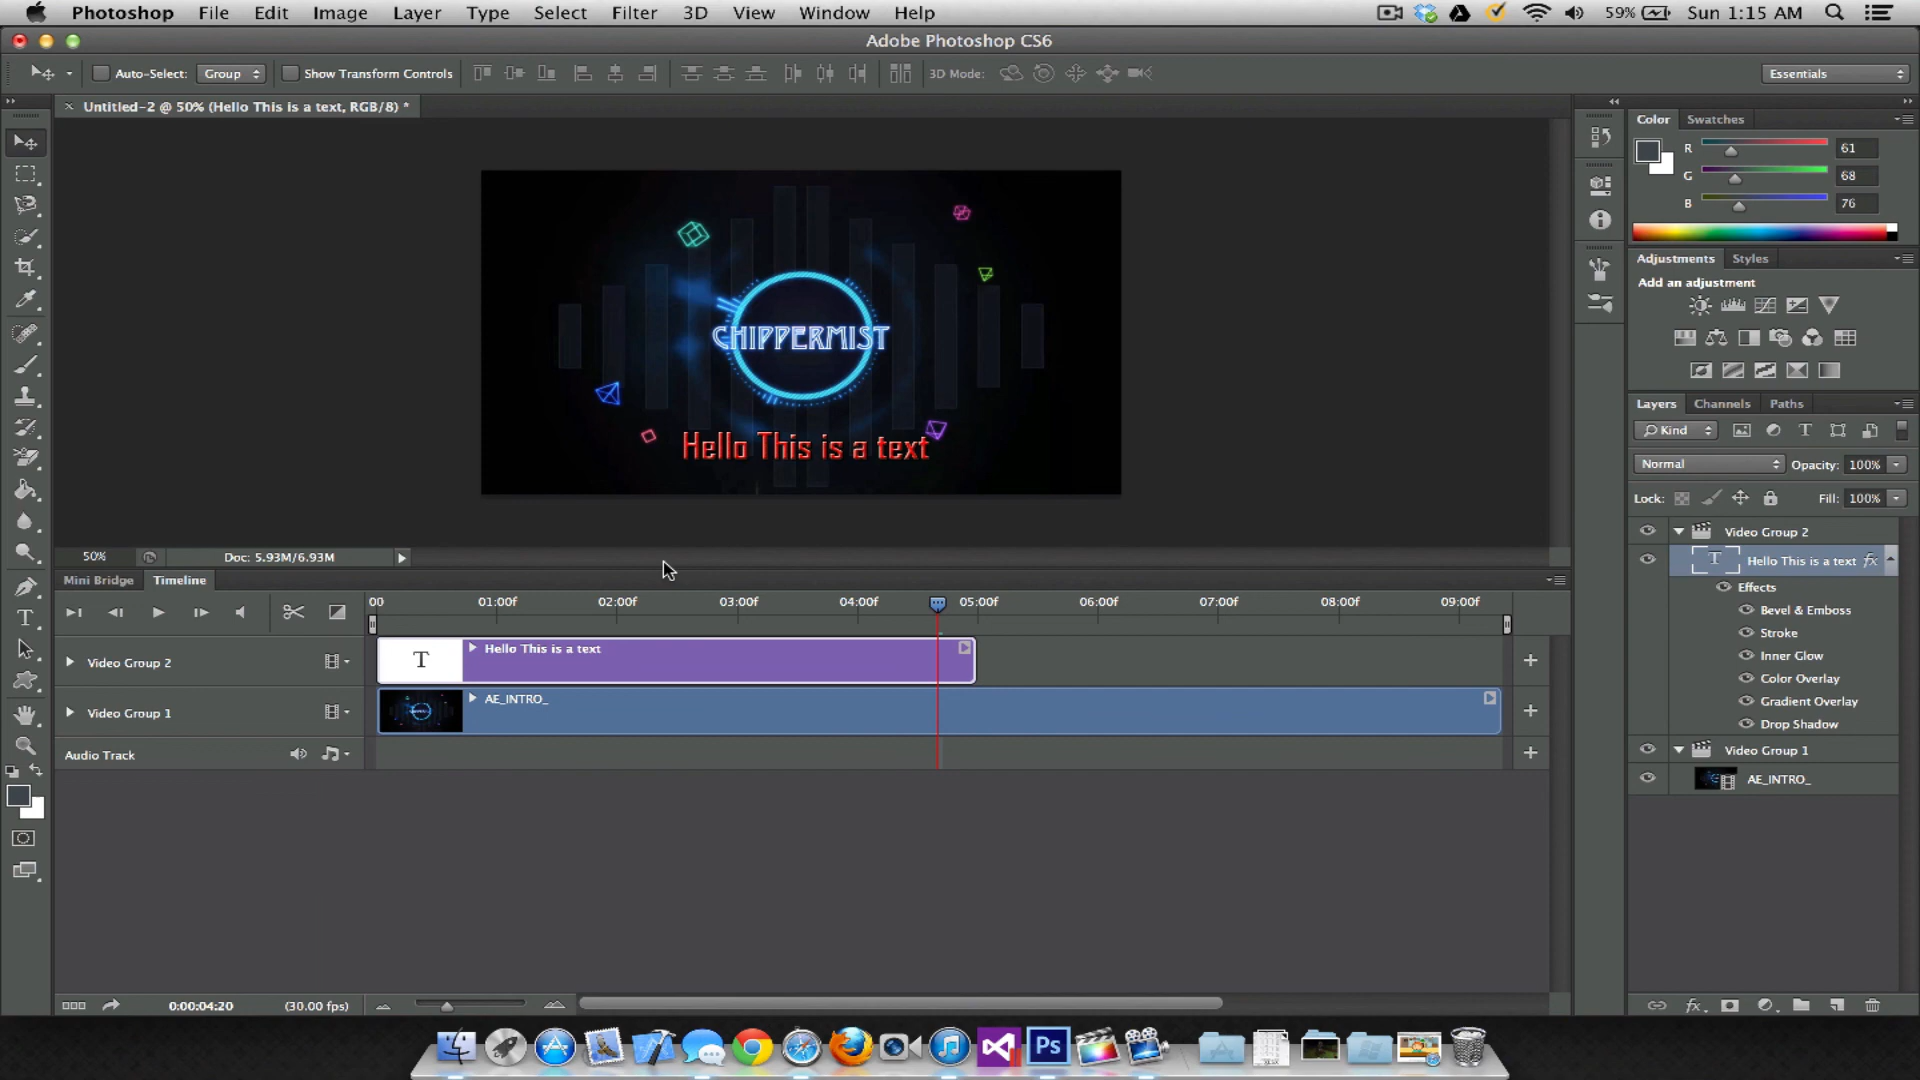 Photoshop File Edit Image Layer Type Select Filter 3D View Window Help 59% Sun 1:15 AM
Adobe Photoshop CS6
Auto-Select: Group Show Transform Controls 3D Mode: Essentials
Untitled-2 @ 50% (Hello This is a text, RGB/8) *
Color Swatches
R 61
G 68
B 76
Adjustments Styles
Add an adjustment
CHIPPERMIST
Hello This is a text
Layers Channels Paths
Kind T
Normal Opacity: 100%
Lock: Fill: 100%
Video Group 2
T Hello This is a text fx
Effects
Bevel & Emboss
Stroke
Inner Glow
Color Overlay
Gradient Overlay
Drop Shadow
Video Group 1
AE_INTRO_
50% Doc: 5.93M/6.93M
Mini Bridge Timeline
00 01:00f 02:00f 03:00f 04:00f 05:00f 06:00f 07:00f 08:00f 09:00f
Video Group 2 T Hello This is a text
Video Group 1 AE_INTRO_
Audio Track
0:00:04:20 (30.00 fps)
fx
Ps